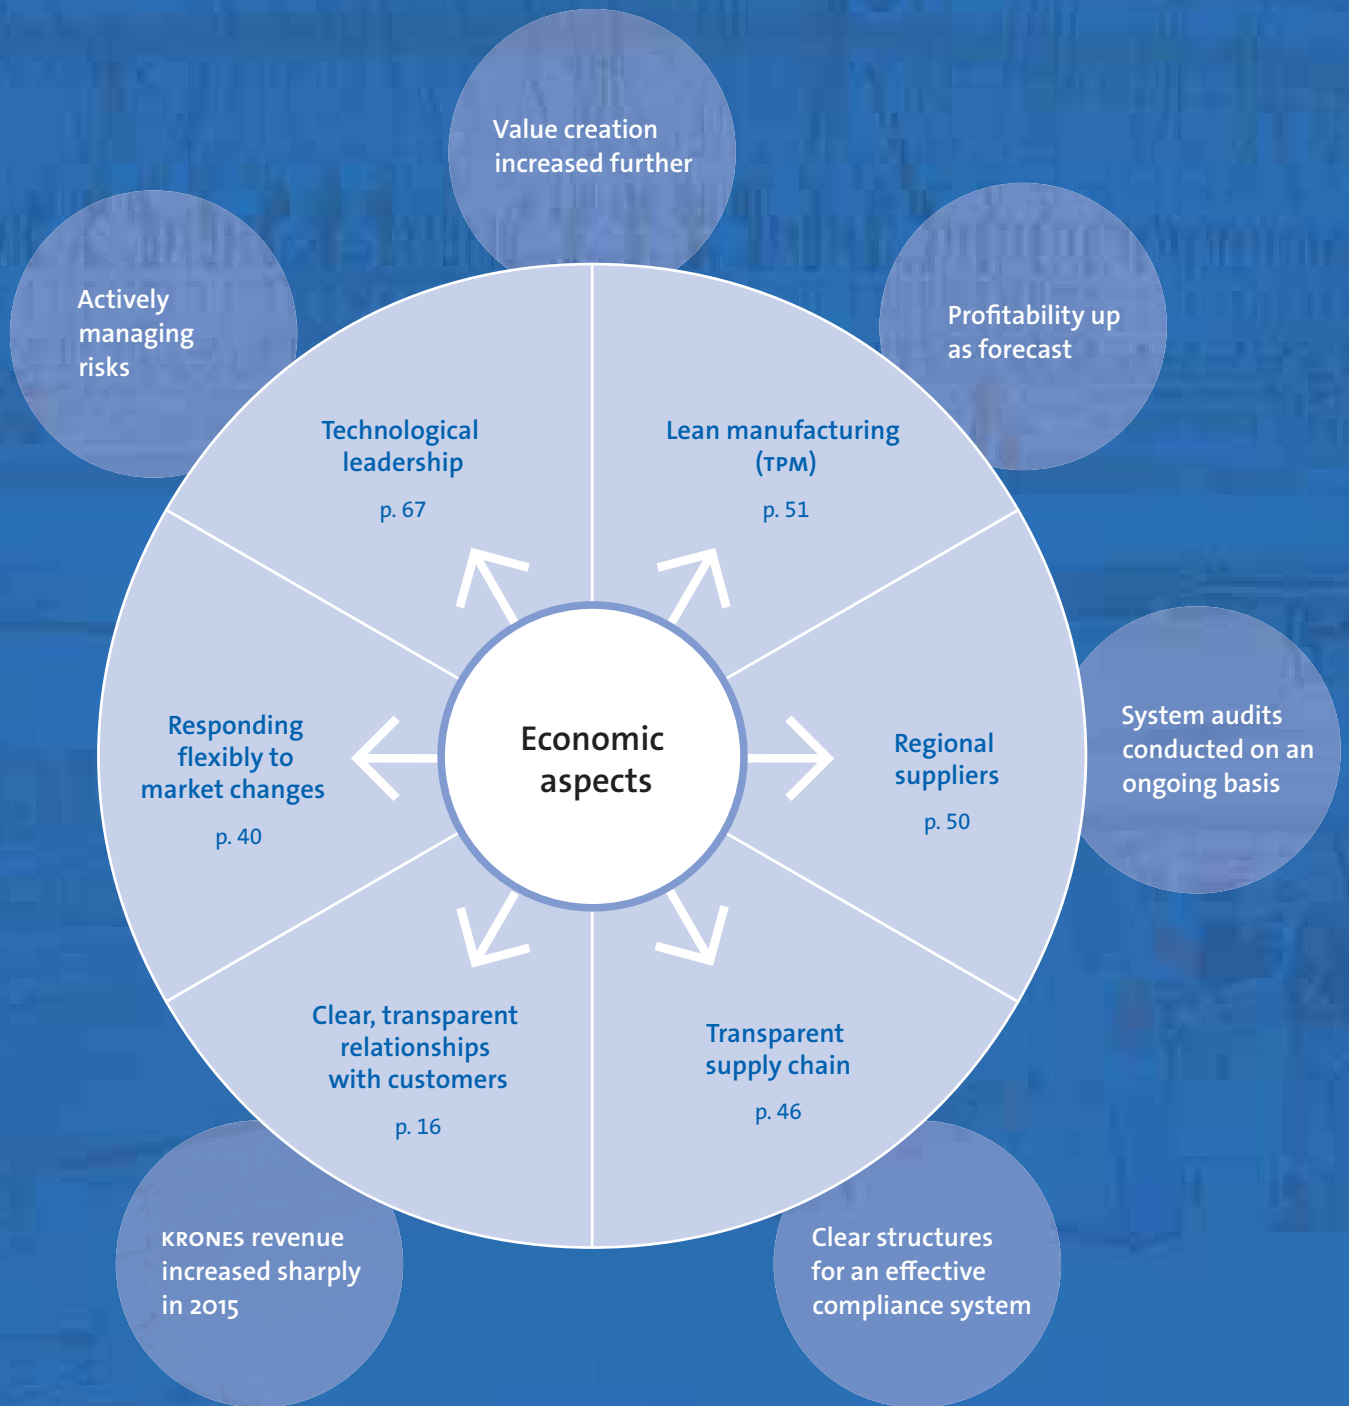 Value creation
increased further
Actively
managing
risks
Profitability up
as forecast
Technological
leadership
p. 67
Lean manufacturing
(TPM)
p. 51
Responding
flexibly to
market changes
p. 40
Economic
aspects
Regional
suppliers
p. 50
System audits
conducted on an
ongoing basis
Clear, transparent
relationships
with customers
p. 16
Transparent
supply chain
p. 46
KRONES revenue
increased sharply
in 2015
Clear structures
for an effective
compliance system